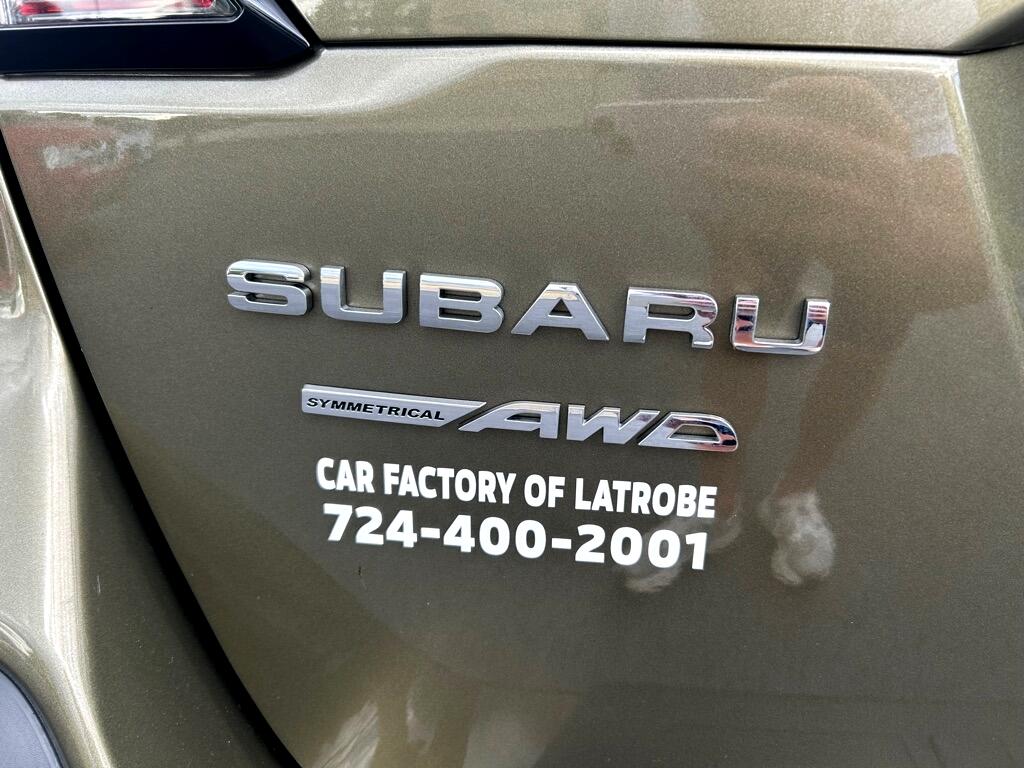 SUBARU
SYMMETRICAL AWD
CAR FACTORY OF LATROBE
724-400-2001